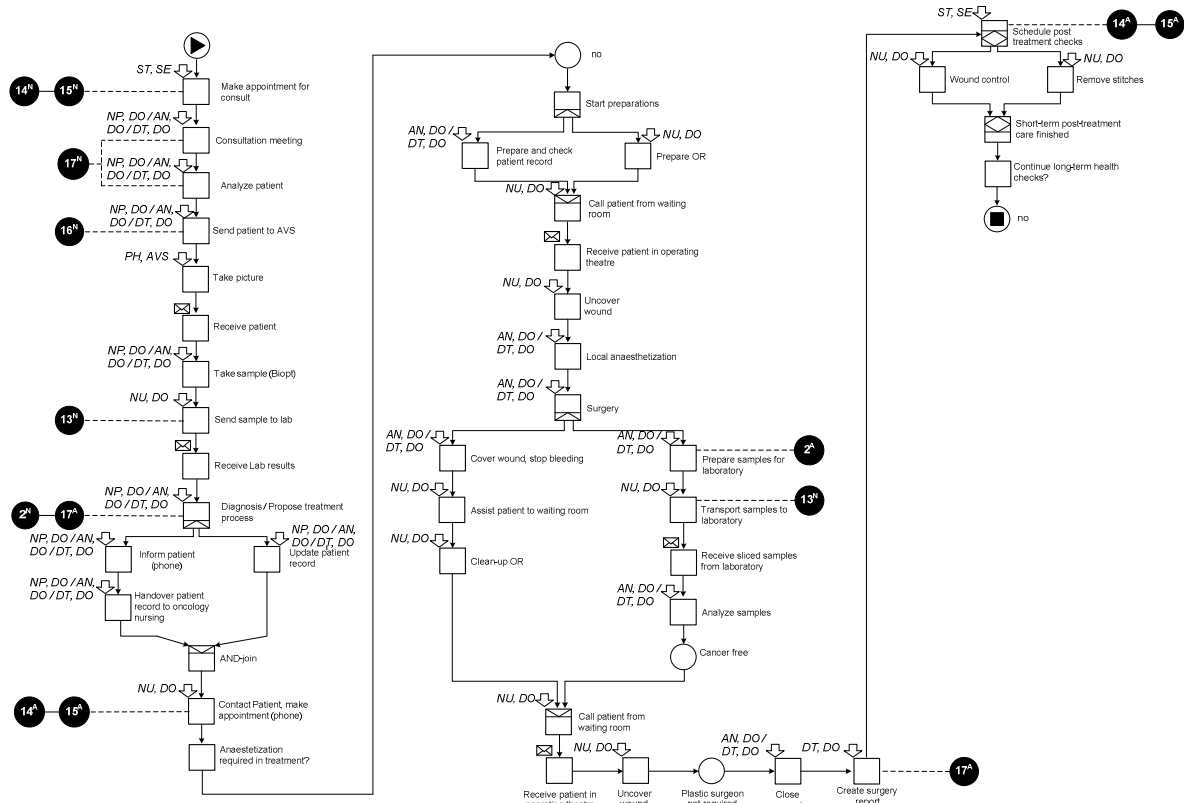 ST, SE
14N
15N
Make appointment for
consult
NP, DO / AN,
DO / DT, DO
Consultation meeting
17N
NP, DO / AN,
DO / DT, DO
Analyze patient
NP, DO / AN,
DO / DT, DO
16N
Send patient to AVS
PH, AVS
Take picture
Receive patient
NP, DO / AN,
DO / DT, DO
Take sample (Biopt)
NU, DO
13N
Send sample to lab
Receive Lab results
NP, DO / AN,
DO / DT, DO
2N
17A
Diagnosis / Propose treatment
process
NP, DO / AN,
DO / DT, DO
Inform patient
(phone)
NP, DO / AN,
DO / DT, DO
Update patient
record
NP, DO / AN,
DO / DT, DO
Handover patient
record to oncology
nursing
AND-join
NU, DO
14A
15A
Contact Patient, make
appointment (phone)
Anaestetization
required in treatment?
no
Start preparations
AN, DO /
DT, DO
Prepare and check
patient record
NU, DO
Prepare OR
NU, DO
Call patient from waiting
room
Receive patient in operating
theatre
NU, DO
Uncover
wound
AN, DO /
DT, DO
Local anaesthetization
AN, DO /
DT, DO
Surgery
AN, DO /
DT, DO
Cover wound, stop bleeding
NU, DO
Assist patient to waiting room
NU, DO
Clean-up OR
AN, DO /
DT, DO
Prepare samples for
laboratory
2A
NU, DO
Transport samples to
laboratory
13N
Receive sliced samples
from laboratory
AN, DO /
DT, DO
Analyze samples
Cancer free
NU, DO
Call patient from
waiting room
Receive patient in
operating theatre
NU, DO
Uncover
wound
Plastic surgeon
not required
AN, DO /
DT, DO
Close
DT, DO
Create surgery
report
17A
ST, SE
Schedule post
treatment checks
14A
15A
NU, DO
Wound control
NU, DO
Remove stitches
Short-term post-treatment
care finished
Continue long-term health
checks?
no